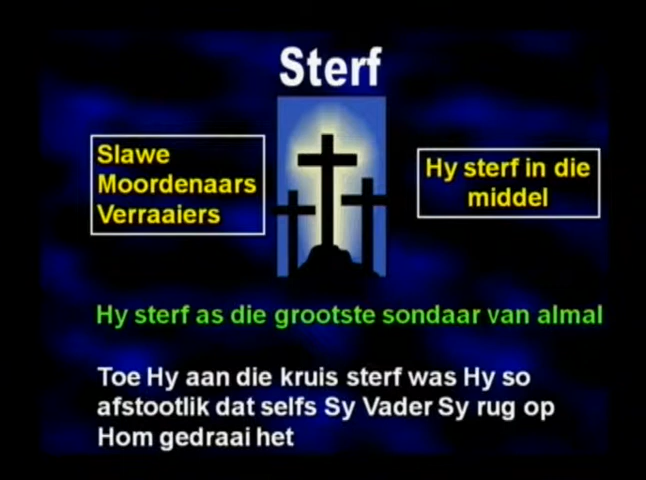 Sterf
Slawe
Moordenaars
Verraaiers
Hy sterf in die
middel
Hy sterf as die grootste sondaar van almal
Toe Hy aan die kruis sterf was Hy so
afstootlik dat selfs Sy Vader Sy rug op
Hom gedraai het